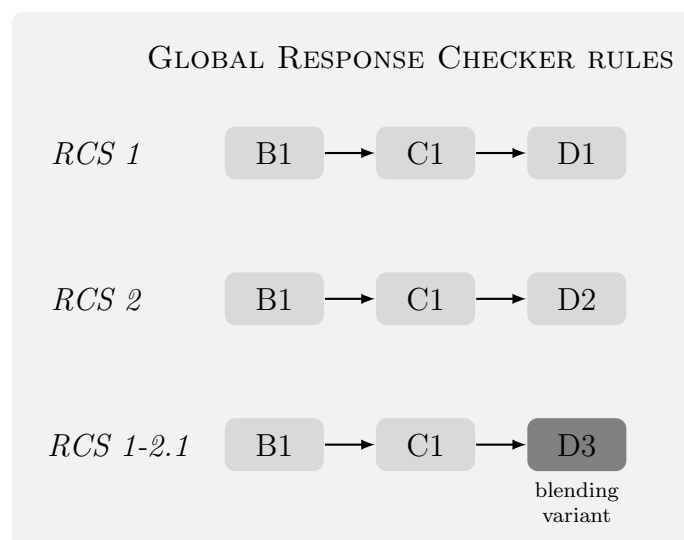 Global Response Checker rules
RCS 1 B1 C1 D1
RCS 2 B1 C1 D2
RCS 1-2.1 B1 C1 D3
blending
variant